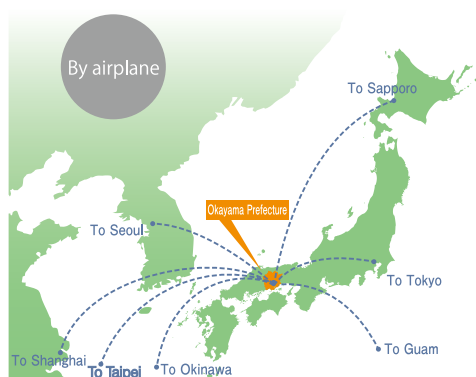 By airplane
To Sapporo
Okayama Prefecture
To Seoul
To Tokyo
To Guam
To Shanghai
To Taipei
To Okinawa